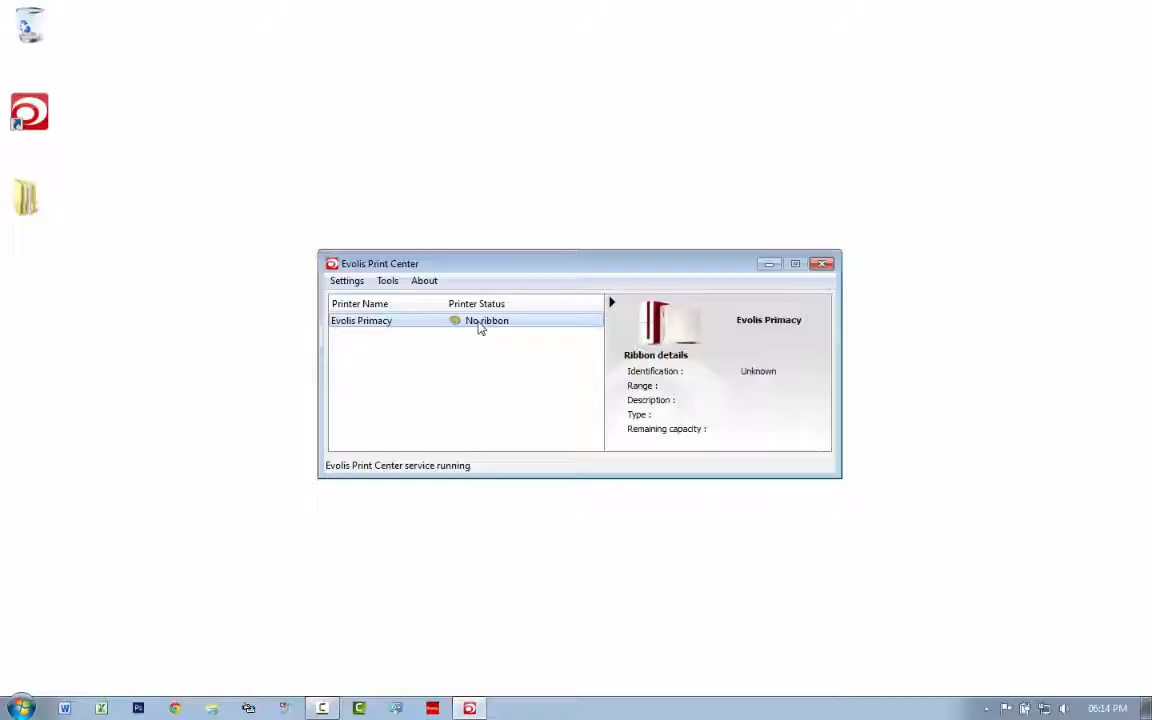 Evolis Print Center
Settings Tools About
Printer Name Printer Status
Evolis Primacy No ribbon
Evolis Primacy
Ribbon details
Identification : Unknown
Range :
Description :
Type :
Remaining capacity :
Evolis Print Center service running
06:14 PM